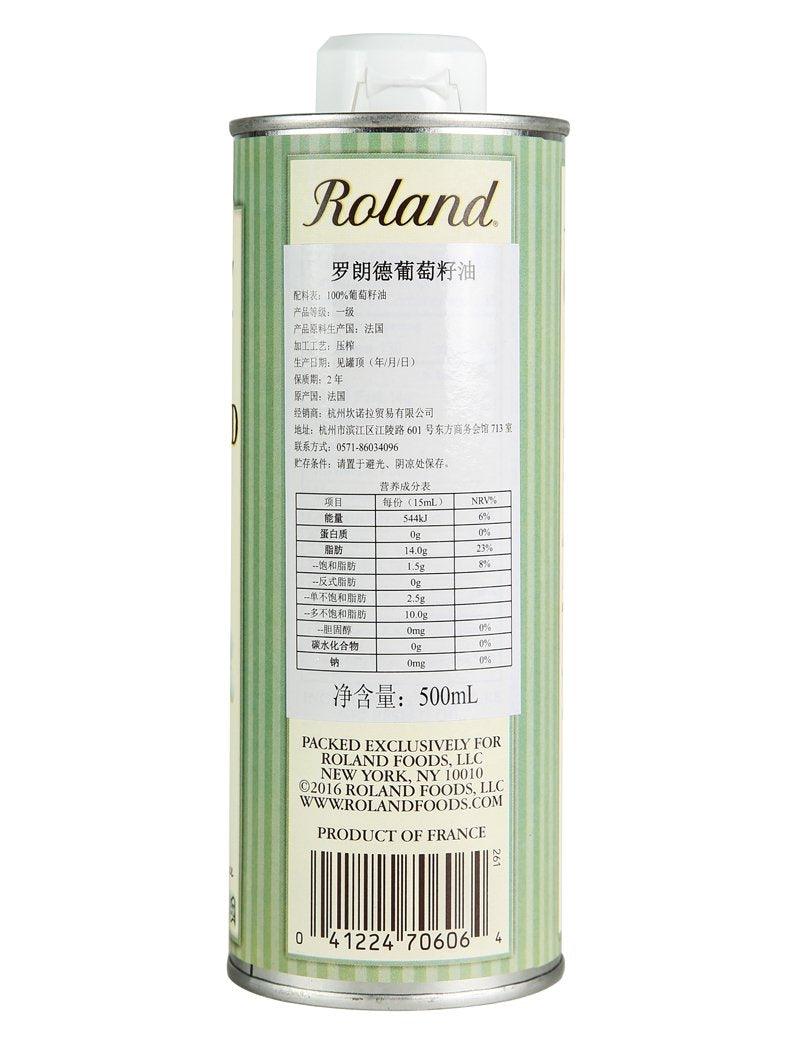 Roland®
罗朗德葡萄籽油
配料表：100%葡萄籽油
产品等级：一级
产品原料生产国：法国
加工工艺：压榨
生产日期：见罐顶（年/月/日）
保质期：2 年
原产国：法国
经销商：杭州坎诺拉贸易有限公司
地址：杭州市滨江区江陵路 601 号东方商务会馆 713 室
联系方式：0571-86034096
贮存条件：请置于避光、阴凉处保存。
营养成分表
项目 每份（15mL） NRV%
能量 544kJ 6%
蛋白质 0g 0%
脂肪 14.0g 23%
--饱和脂肪 1.5g 8%
--反式脂肪 0g
--单不饱和脂肪 2.5g
--多不饱和脂肪 10.0g
--胆固醇 0mg 0%
碳水化合物 0g 0%
钠 0mg 0%
净含量：500mL
PACKED EXCLUSIVELY FOR
ROLAND FOODS, LLC
NEW YORK, NY 10010
©2016 ROLAND FOODS, LLC
WWW.ROLANDFOODS.COM
PRODUCT OF FRANCE
261
0 41224 70606 4